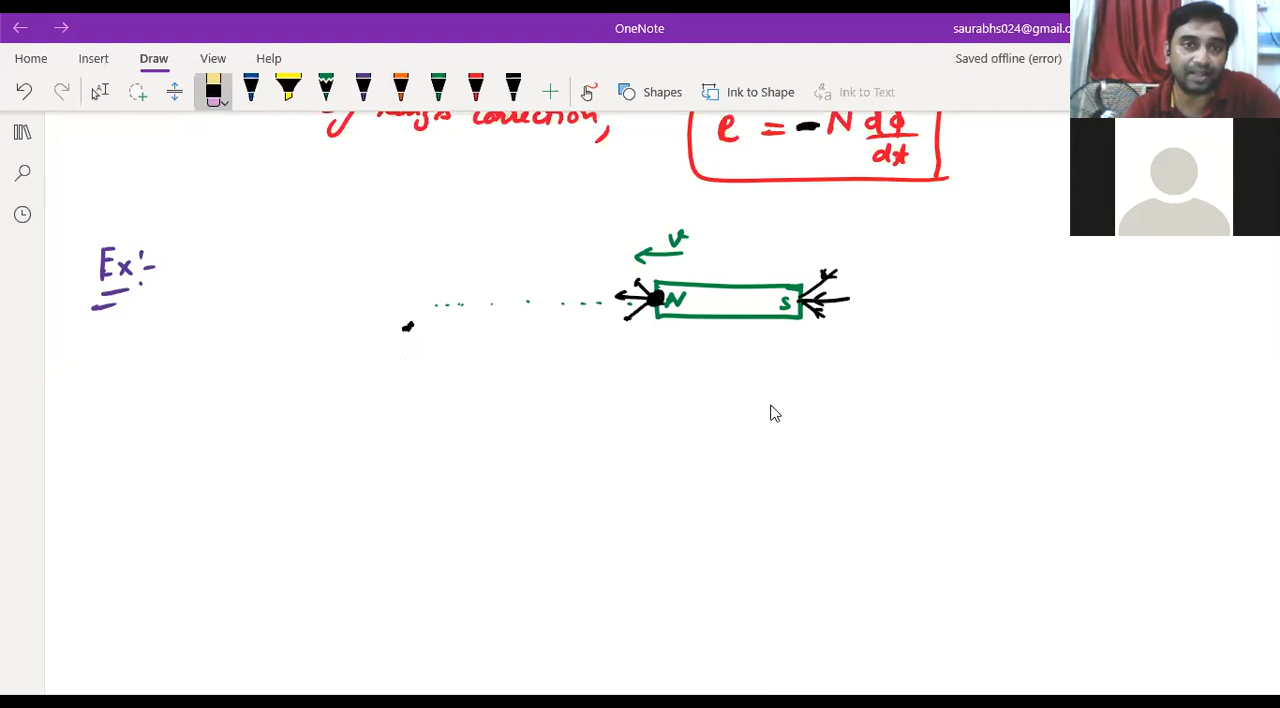 OneNote
saurabhs024@gmail.c
Home Insert Draw View Help
Saved offline (error)
Shapes Ink to Shape Ink to Text
correction, e = -N dφ/dt
v
Ex:-
N S